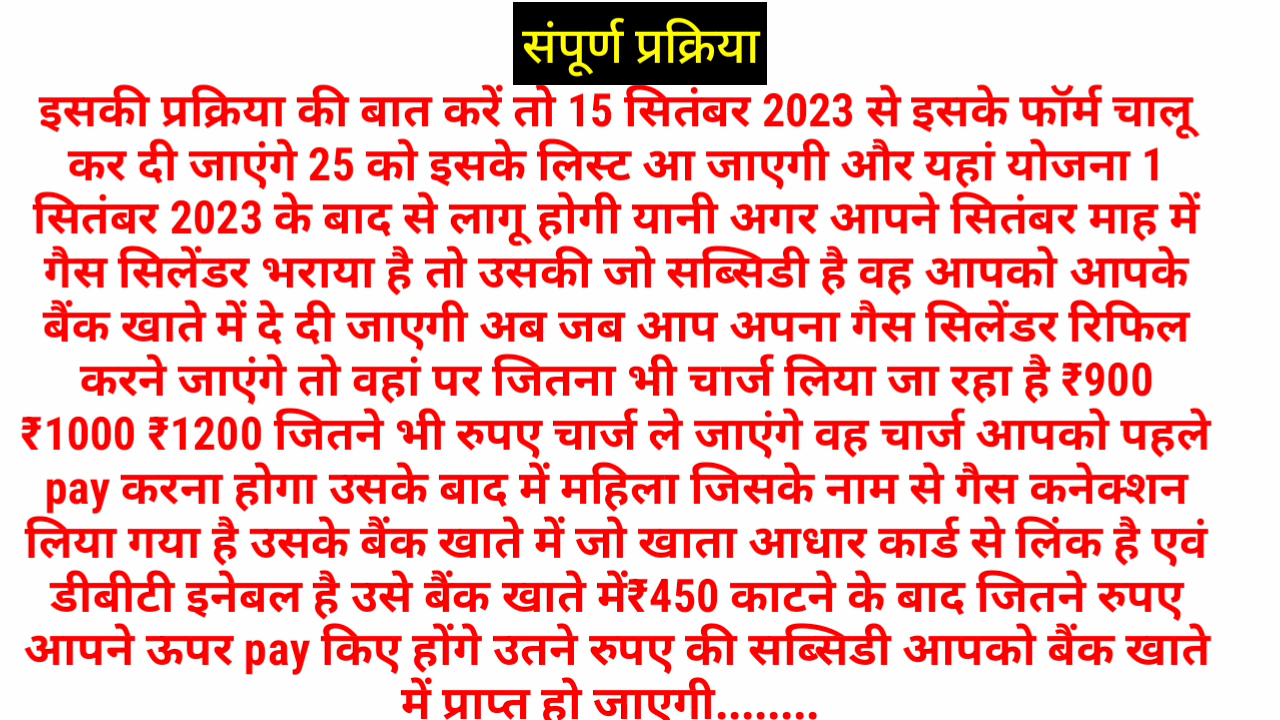 संपूर्ण प्रक्रिया
इसकी प्रक्रिया की बात करें तो 15 सितंबर 2023 से इसके फॉर्म चालू
कर दी जाएंगे 25 को इसके लिस्ट आ जाएगी और यहां योजना 1
सितंबर 2023 के बाद से लागू होगी यानी अगर आपने सितंबर माह में
गैस सिलेंडर भराया है तो उसकी जो सब्सिडी है वह आपको आपके
बैंक खाते में दे दी जाएगी अब जब आप अपना गैस सिलेंडर रिफिल
करने जाएंगे तो वहां पर जितना भी चार्ज लिया जा रहा है ₹900
₹1000 ₹1200 जितने भी रुपए चार्ज ले जाएंगे वह चार्ज आपको पहले
pay करना होगा उसके बाद में महिला जिसके नाम से गैस कनेक्शन
लिया गया है उसके बैंक खाते में जो खाता आधार कार्ड से लिंक है एवं
डीबीटी इनेबल है उसे बैंक खाते में₹450 काटने के बाद जितने रुपए
आपने ऊपर pay किए होंगे उतने रुपए की सब्सिडी आपको बैंक खाते
में प्राप्त हो जाएगी........